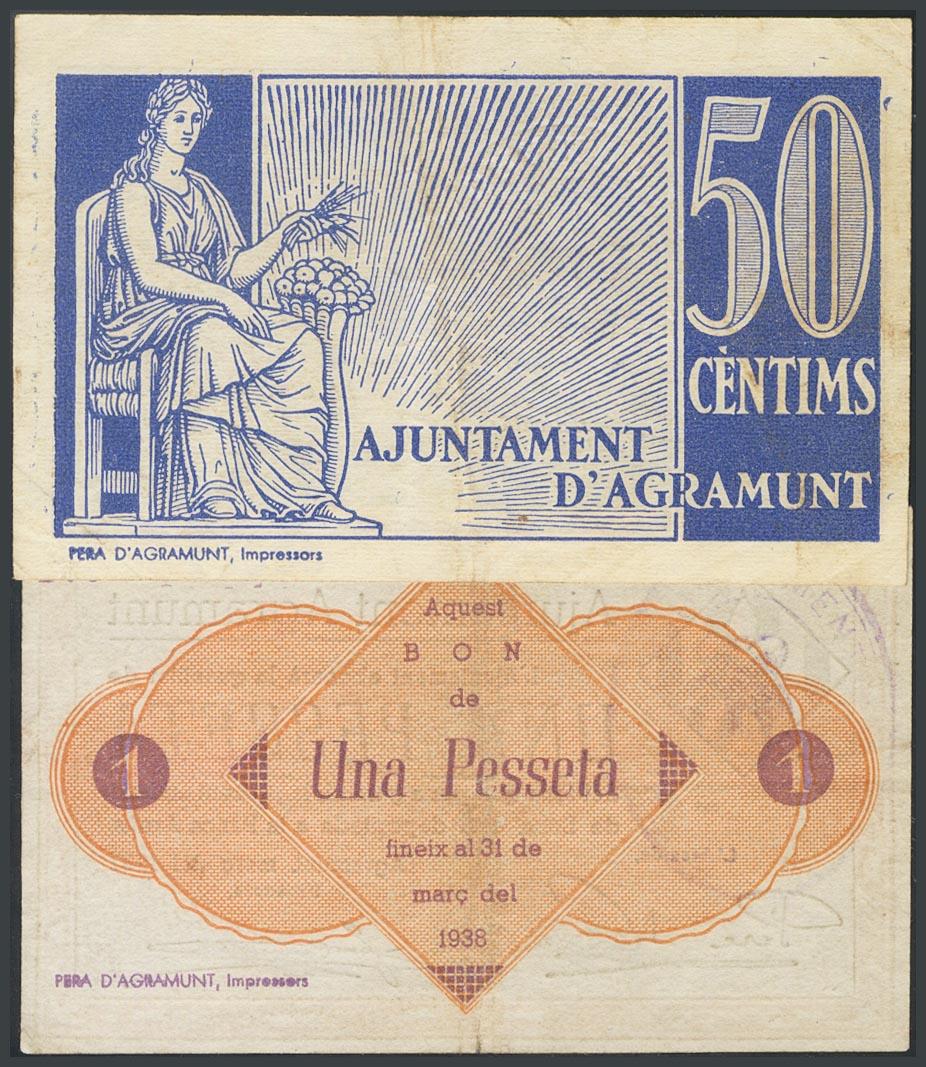 50
CÈNTIMS
AJUNTAMENT
D'AGRAMUNT
PERA D'AGRAMUNT, Impressors
Aquest
BON
de
1 Una Pesseta 1
fineix al 31 de
març del
1938
PERA D'AGRAMUNT, Impressors